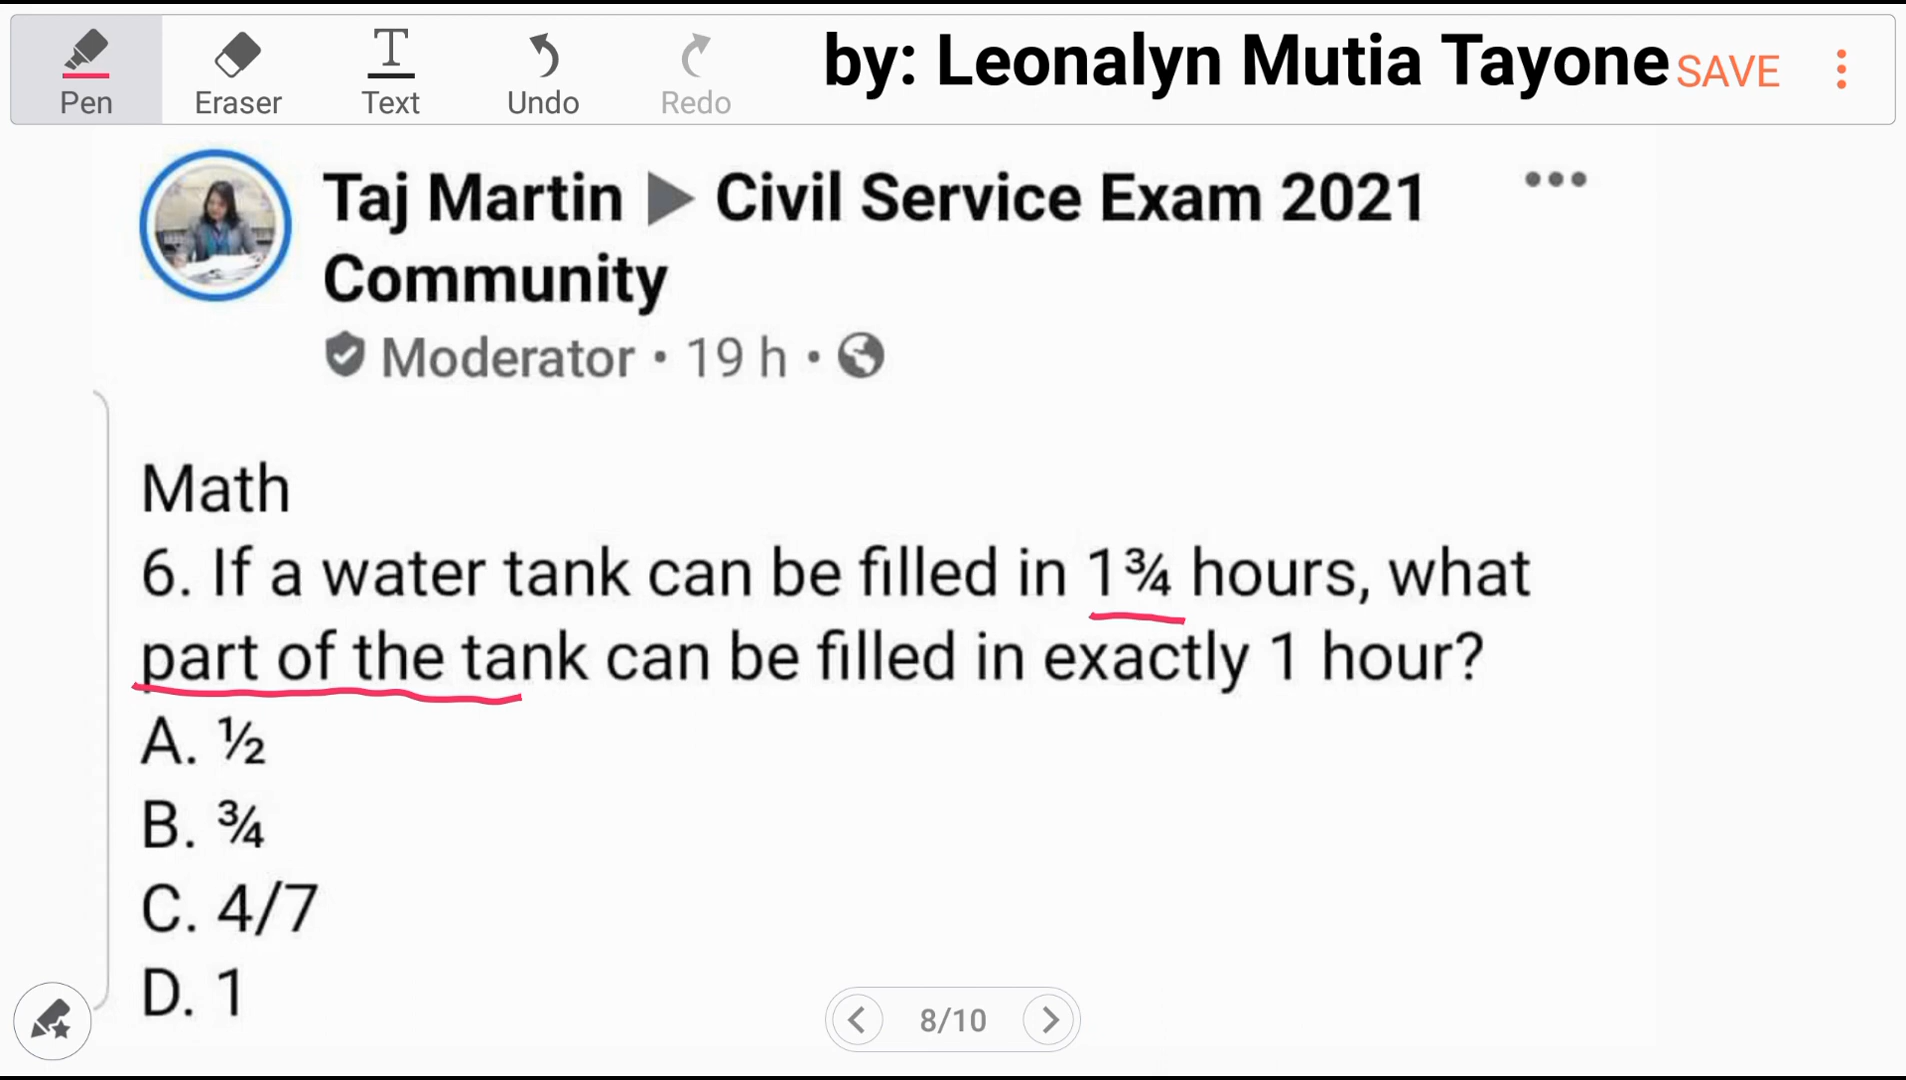 Pen
Eraser
Text
Undo
Redo
by: Leonalyn Mutia Tayone
SAVE
Taj Martin ▶ Civil Service Exam 2021
Community
Moderator • 19 h •
Math
6. If a water tank can be filled in 1¾ hours, what
part of the tank can be filled in exactly 1 hour?
A. ½
B. ¾
C. 4/7
D. 1
8/10